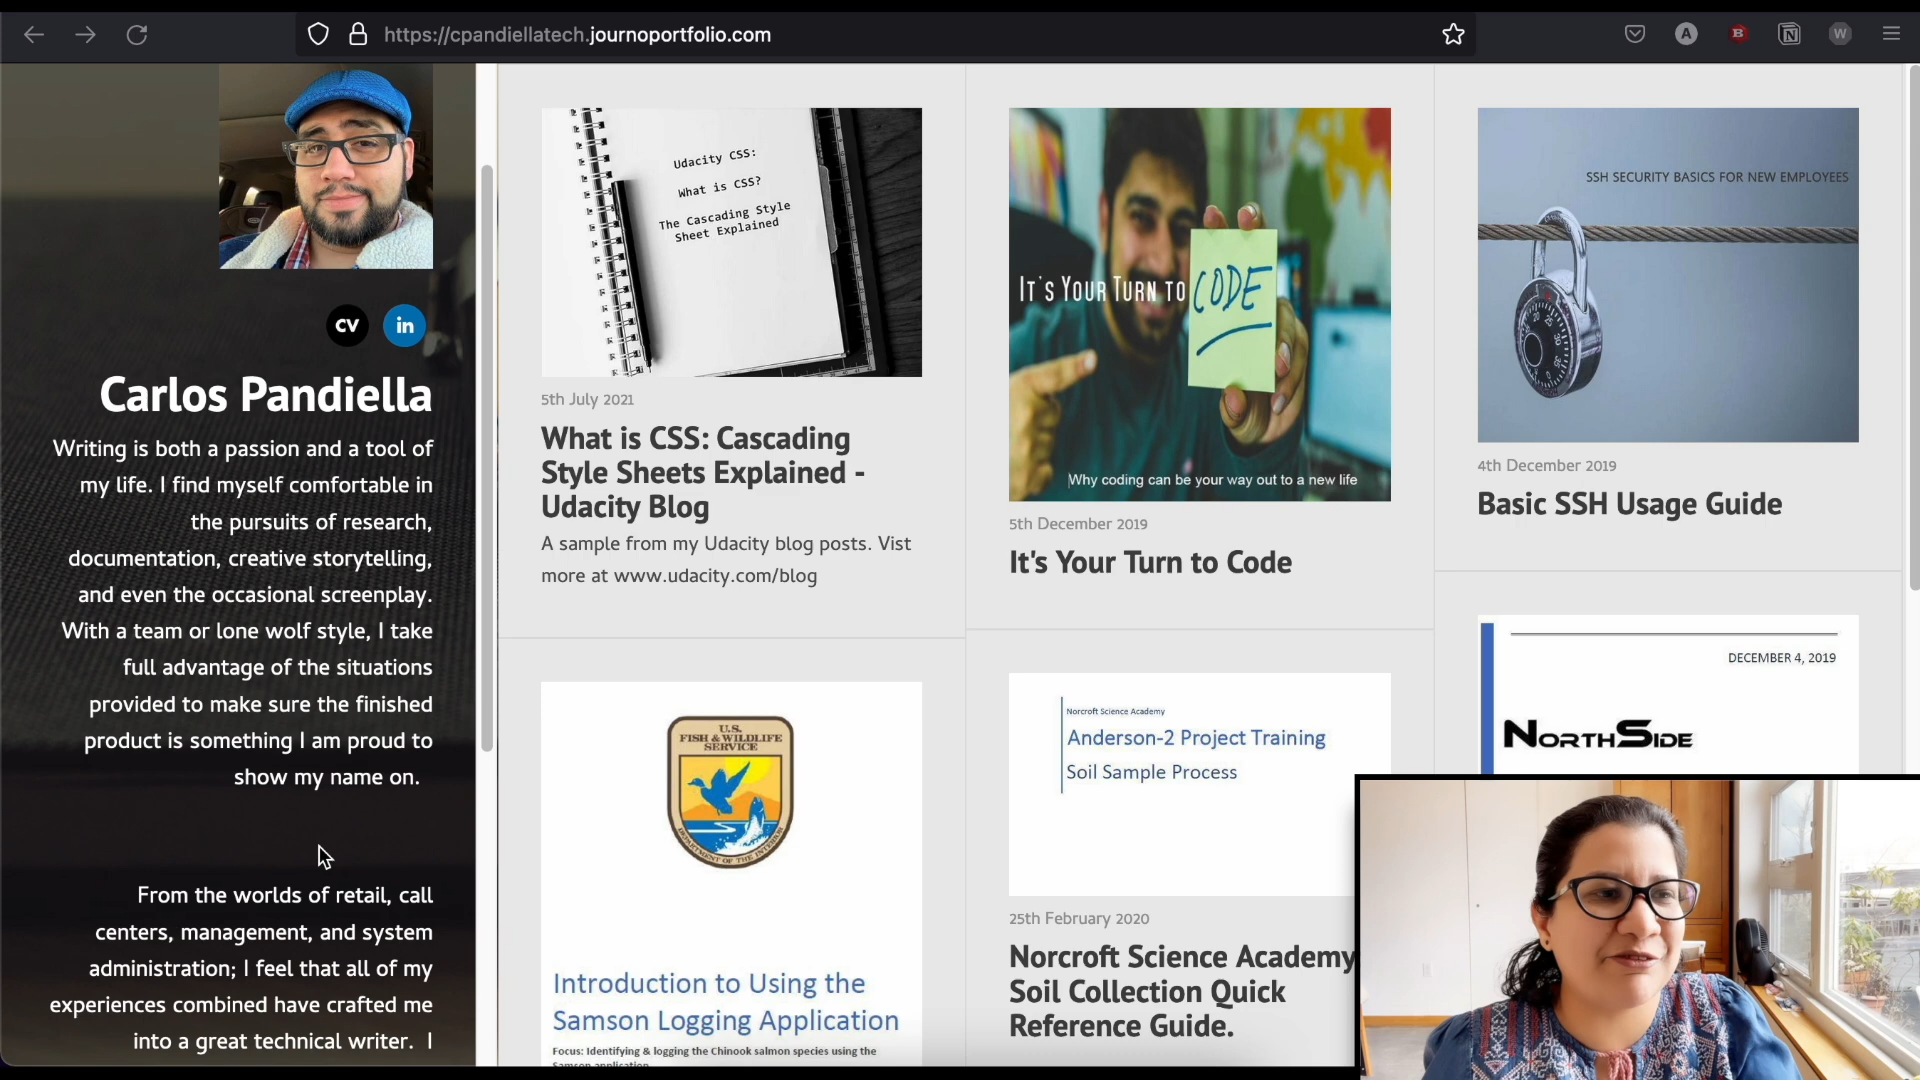 https://cpandiellatech.journoportfolio.com
A
B
N
W
CV
in
Carlos Pandiella
Writing is both a passion and a tool of
my life. I find myself comfortable in
the pursuits of research,
documentation, creative storytelling,
and even the occasional screenplay.
With a team or lone wolf style, I take
full advantage of the situations
provided to make sure the finished
product is something I am proud to
show my name on.
From the worlds of retail, call
centers, management, and system
administration; I feel that all of my
experiences combined have crafted me
into a great technical writer. I
Udacity CSS:
What is CSS?
The Cascading Style
Sheet Explained
5th July 2021
What is CSS: Cascading
Style Sheets Explained -
Udacity Blog
A sample from my Udacity blog posts. Vist
more at www.udacity.com/blog
U.S.
FISH & WILDLIFE
SERVICE
DEPARTMENT OF THE INTERIOR
Introduction to Using the
Samson Logging Application
Focus: Identifying & logging the Chinook salmon species using the
Samson application
IT'S YOUR TURN TO CODE
Why coding can be your way out to a new life
5th December 2019
It's Your Turn to Code
Norcroft Science Academy
Anderson-2 Project Training
Soil Sample Process
25th February 2020
Norcroft Science Academy
Soil Collection Quick
Reference Guide.
SSH SECURITY BASICS FOR NEW EMPLOYEES
4th December 2019
Basic SSH Usage Guide
DECEMBER 4, 2019
NORTHSIDE